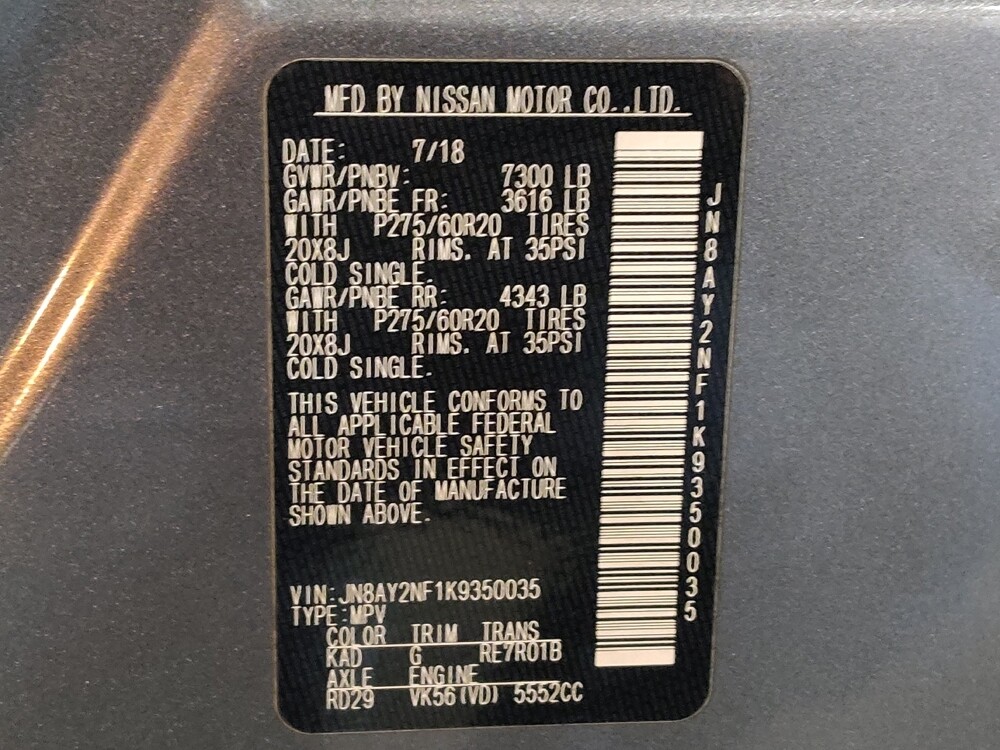 MFD BY NISSAN MOTOR CO.,LTD.
DATE: 7/18
GVWR/PNBV: 7300 LB
GAWR/PNBE FR: 3616 LB
WITH P275/60R20 TIRES
20X8J RIMS. AT 35PSI
COLD SINGLE.
GAWR/PNBE RR: 4343 LB
WITH P275/60R20 TIRES
20X8J RIMS. AT 35PSI
COLD SINGLE.
THIS VEHICLE CONFORMS TO
ALL APPLICABLE FEDERAL
MOTOR VEHICLE SAFETY
STANDARDS IN EFFECT ON
THE DATE OF MANUFACTURE
SHOWN ABOVE.
VIN:JN8AY2NF1K9350035
TYPE:MPV
COLOR TRIM TRANS
KAD G RE7R01B
AXLE ENGINE
RD29 VK56(VD) 5552CC
JN8AY2NF1K9350035